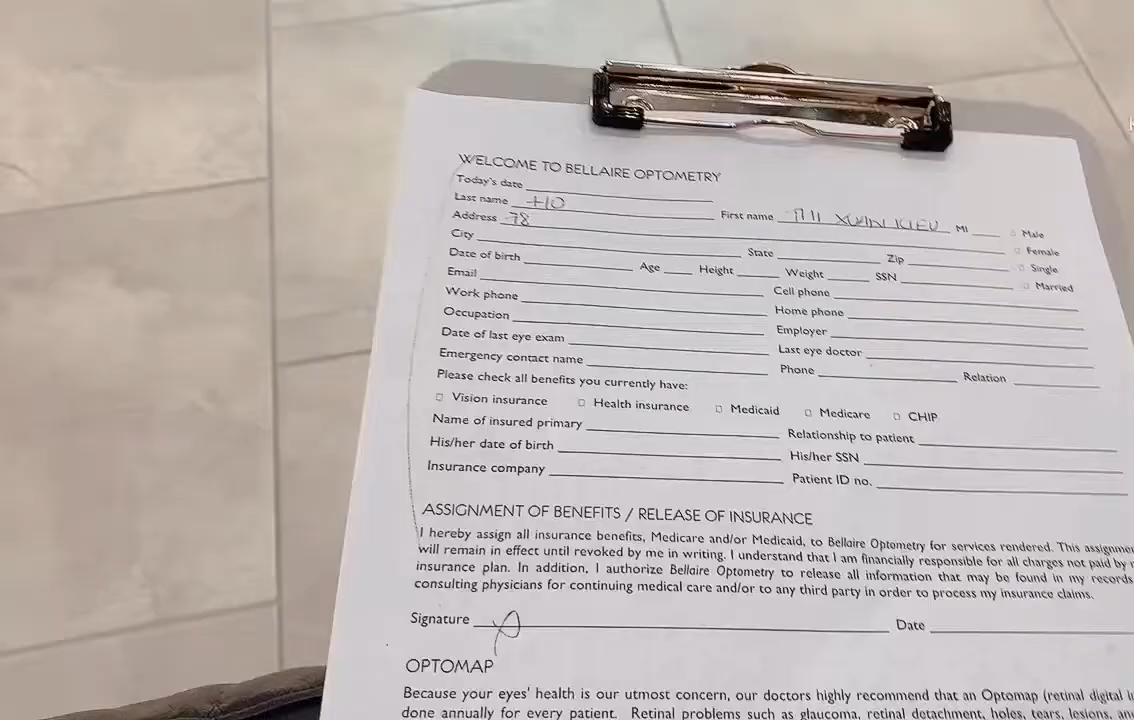 WELCOME TO BELLAIRE OPTOMETRY
Today's date
Last name HO First name XUAN KIEU MI Male
Address 78 Female
City State Zip Single
Date of birth Age Height Weight SSN Married
Email Cell phone
Work phone Home phone
Occupation Employer
Date of last eye exam Last eye doctor
Emergency contact name Phone Relation
Please check all benefits you currently have:
Vision insurance Health insurance Medicaid Medicare CHIP
Name of insured primary Relationship to patient
His/her date of birth His/her SSN
Insurance company Patient ID no.
ASSIGNMENT OF BENEFITS / RELEASE OF INSURANCE
I hereby assign all insurance benefits, Medicare and/or Medicaid, to Bellaire Optometry for services rendered. This
will remain in effect until revoked by me in writing. I understand that I am financially responsible for all charges not paid by
insurance plan. In addition, I authorize Bellaire Optometry to release all information that may be found in my records
consulting physicians for continuing medical care and/or to any third party in order to process my insurance claims.
Signature Date
OPTOMAP
Because your eyes' health is our utmost concern, our doctors highly recommend that an Optomap (retinal digital
done annually for every patient. Retinal problems such as glaucoma, retinal detachment, holes, tears, lesions,